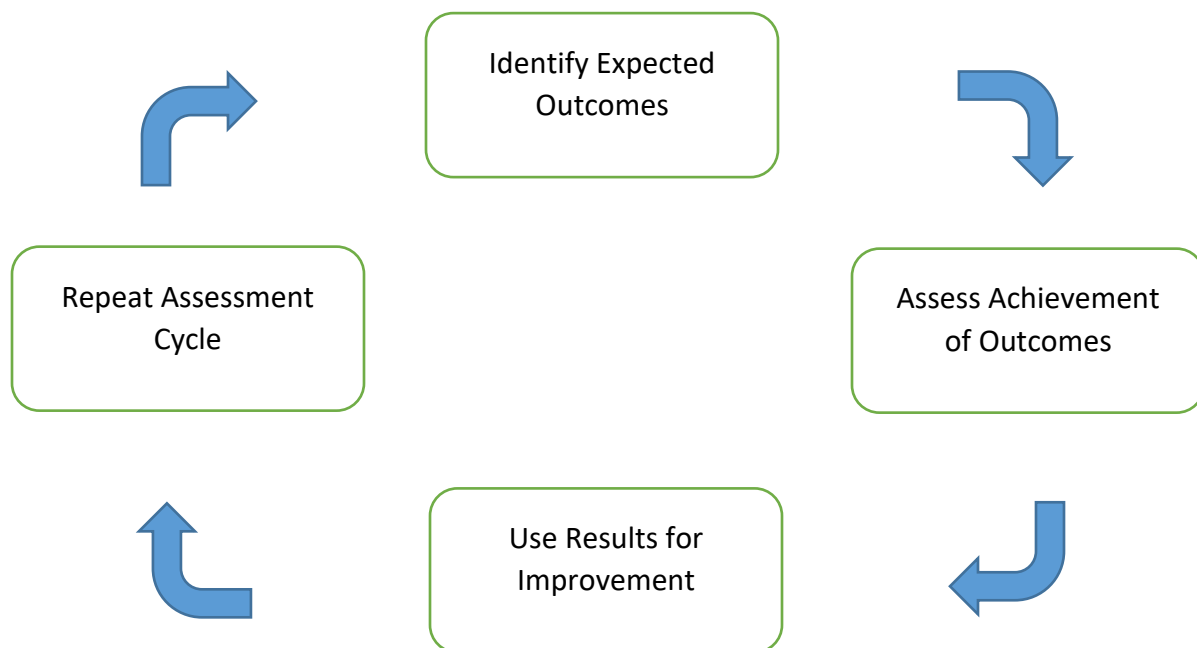 Identify Expected
Outcomes
Assess Achievement
of Outcomes
Use Results for
Improvement
Repeat Assessment
Cycle